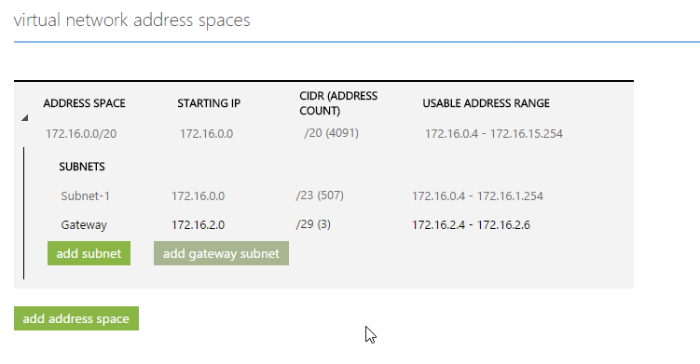 virtual network address spaces
ADDRESS SPACE STARTING IP CIDR (ADDRESS COUNT) USABLE ADDRESS RANGE
172.16.0.0/20 172.16.0.0 /20 (4091) 172.16.0.4 - 172.16.15.254
SUBNETS
Subnet-1 172.16.0.0 /23 (507) 172.16.0.4 - 172.16.1.254
Gateway 172.16.2.0 /29 (3) 172.16.2.4 - 172.16.2.6
add subnet add gateway subnet
add address space